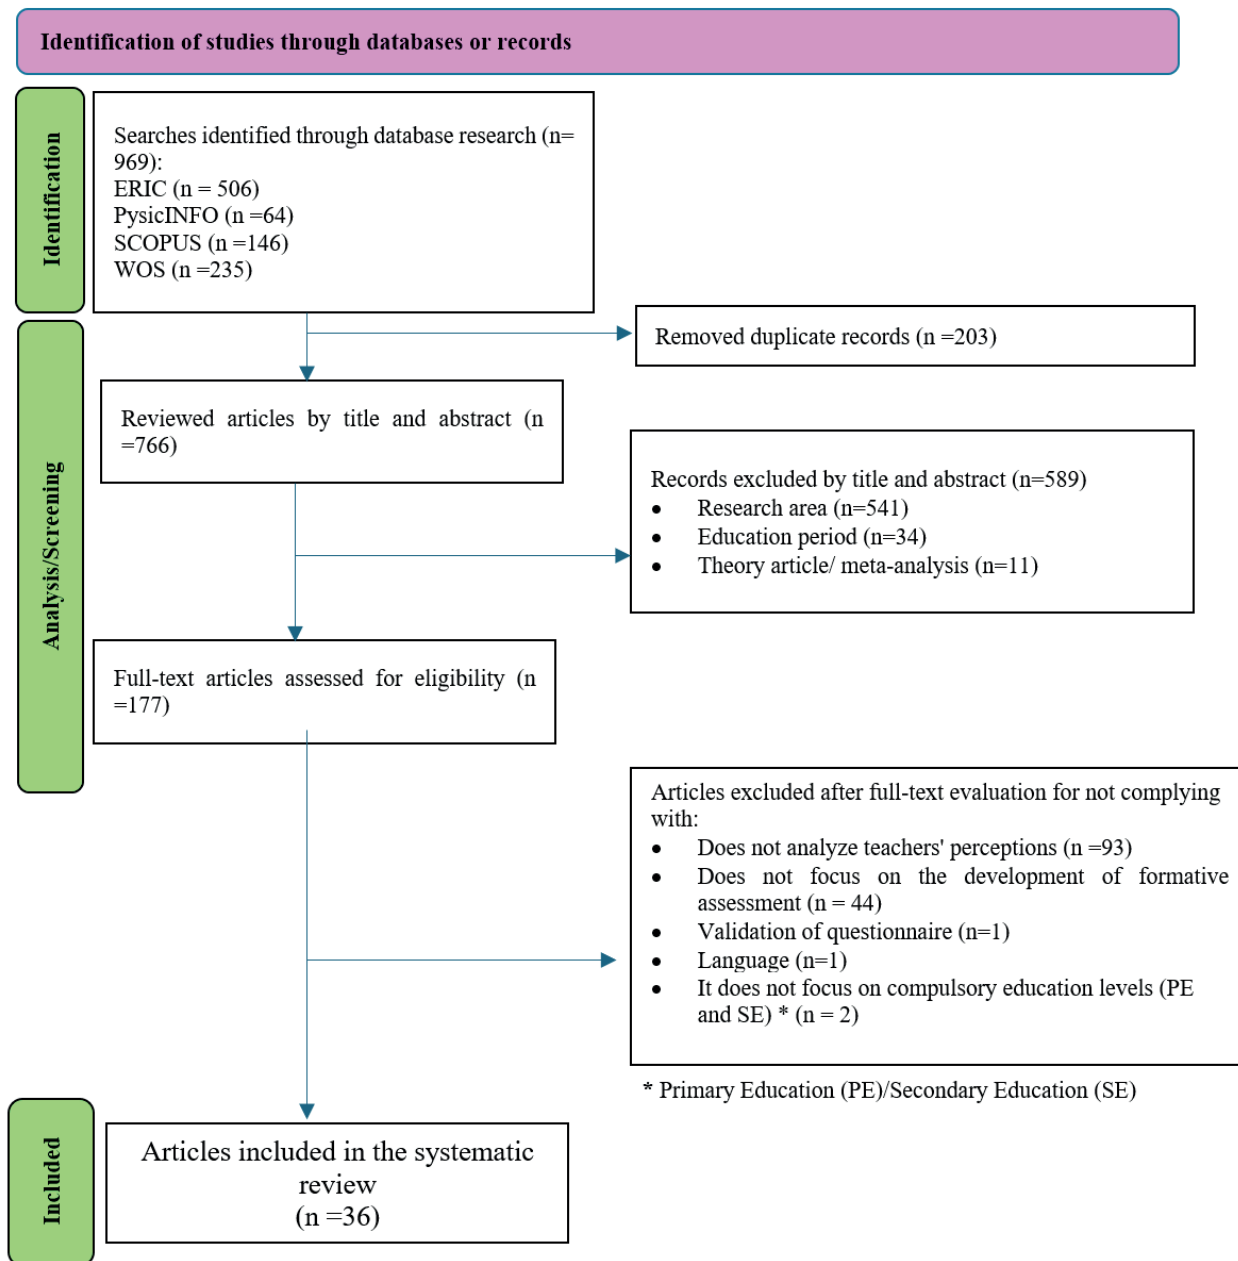 Identification of studies through databases or records
Identification
Searches identified through database research (n=
969):
ERIC (n = 506)
PysicINFO (n =64)
SCOPUS (n =146)
WOS (n =235)
Removed duplicate records (n =203)
Analysis/Screening
Reviewed articles by title and abstract (n
=766)
Records excluded by title and abstract (n=589)
• Research area (n=541)
• Education period (n=34)
• Theory article/ meta-analysis (n=11)
Full-text articles assessed for eligibility (n
=177)
Articles excluded after full-text evaluation for not complying
with:
• Does not analyze teachers' perceptions (n =93)
• Does not focus on the development of formative
assessment (n = 44)
• Validation of questionnaire (n=1)
• Language (n=1)
• It does not focus on compulsory education levels (PE
and SE) * (n = 2)
* Primary Education (PE)/Secondary Education (SE)
Included
Articles included in the systematic
review
(n =36)